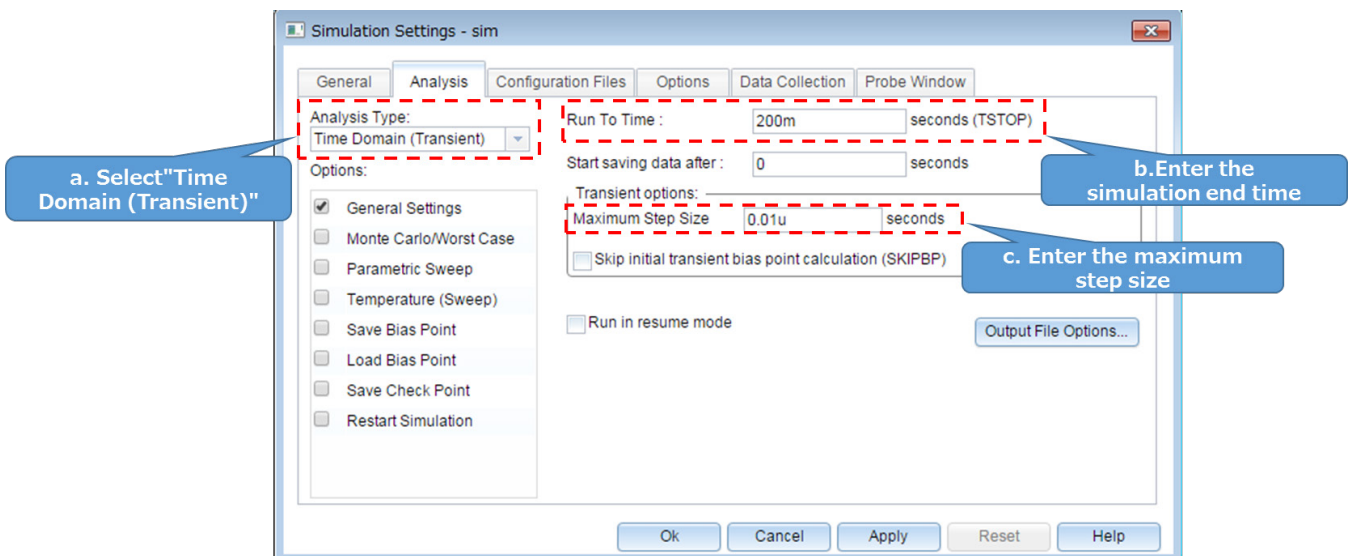 Simulation Settings - sim
General
Analysis
Configuration Files
Options
Data Collection
Probe Window
Analysis Type:
Time Domain (Transient)
Run To Time :
200m
seconds (TSTOP)
Start saving data after :
0
seconds
Options:
General Settings
Monte Carlo/Worst Case
Parametric Sweep
Temperature (Sweep)
Save Bias Point
Load Bias Point
Save Check Point
Restart Simulation
Transient options:
Maximum Step Size
0.01u
seconds
Skip initial transient bias point calculation (SKIPBP)
Run in resume mode
Output File Options...
a. Select"Time
Domain (Transient)"
b.Enter the
simulation end time
c. Enter the maximum
step size
Ok
Cancel
Apply
Reset
Help